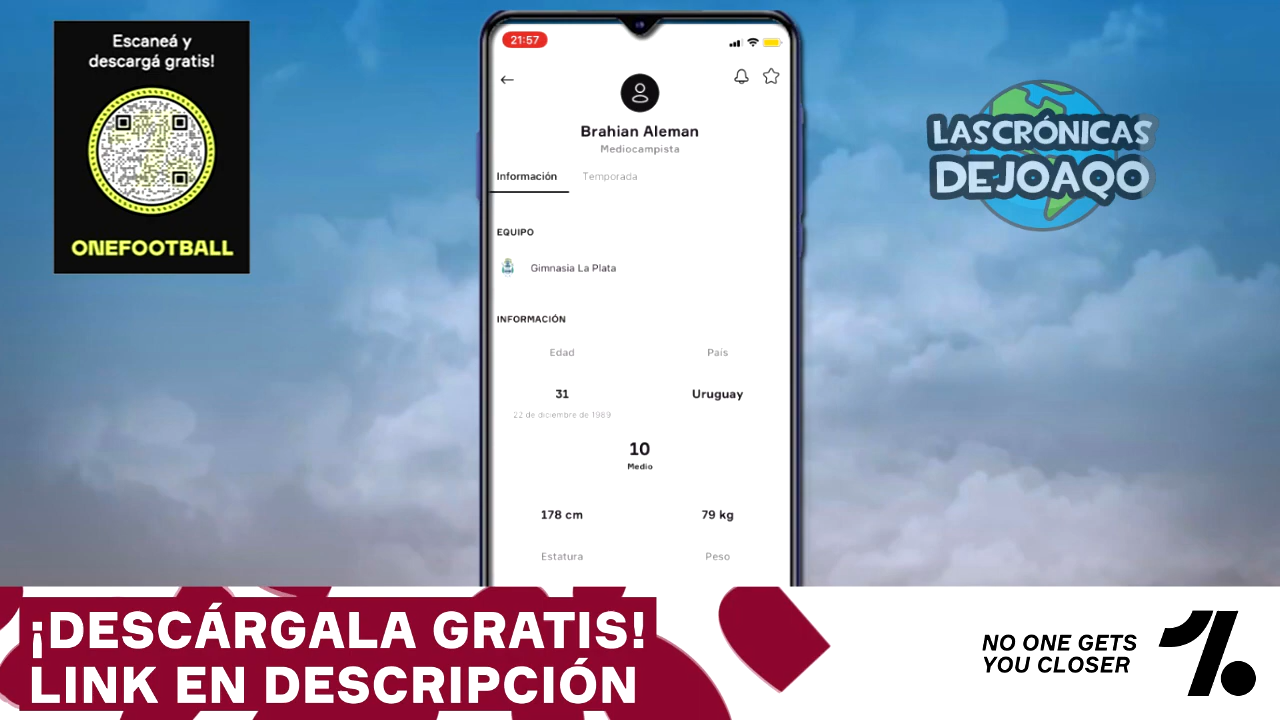 Escaneá y
descargá gratis!
ONEFOOTBALL
21:57
Brahian Aleman
Mediocampista
Información
Temporada
EQUIPO
Gimnasia La Plata
INFORMACIÓN
Edad
País
31
Uruguay
22 de diciembre de 1989
10
Medio
178 cm
79 kg
Estatura
Peso
LASCRÓNICAS
DEJOAQO
¡DESCÁRGALA GRATIS!
LINK EN DESCRIPCIÓN
NO ONE GETS
YOU CLOSER